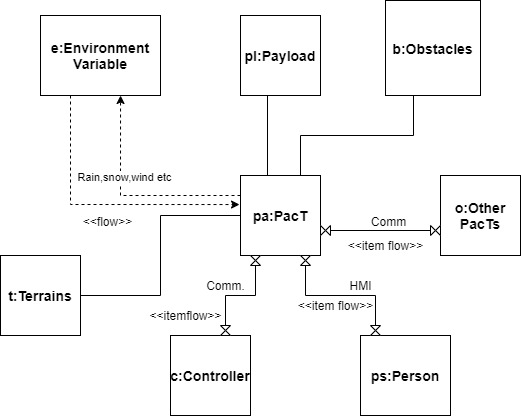 e:Environment
Variable
pl:Payload
b:Obstacles
Rain,snow,wind etc
<<flow>>
pa:PacT
Comm
<<item flow>>
o:Other
PacTs
t:Terrains
Comm.
<<itemflow>>
HMI
<<item flow>>
c:Controller
ps:Person